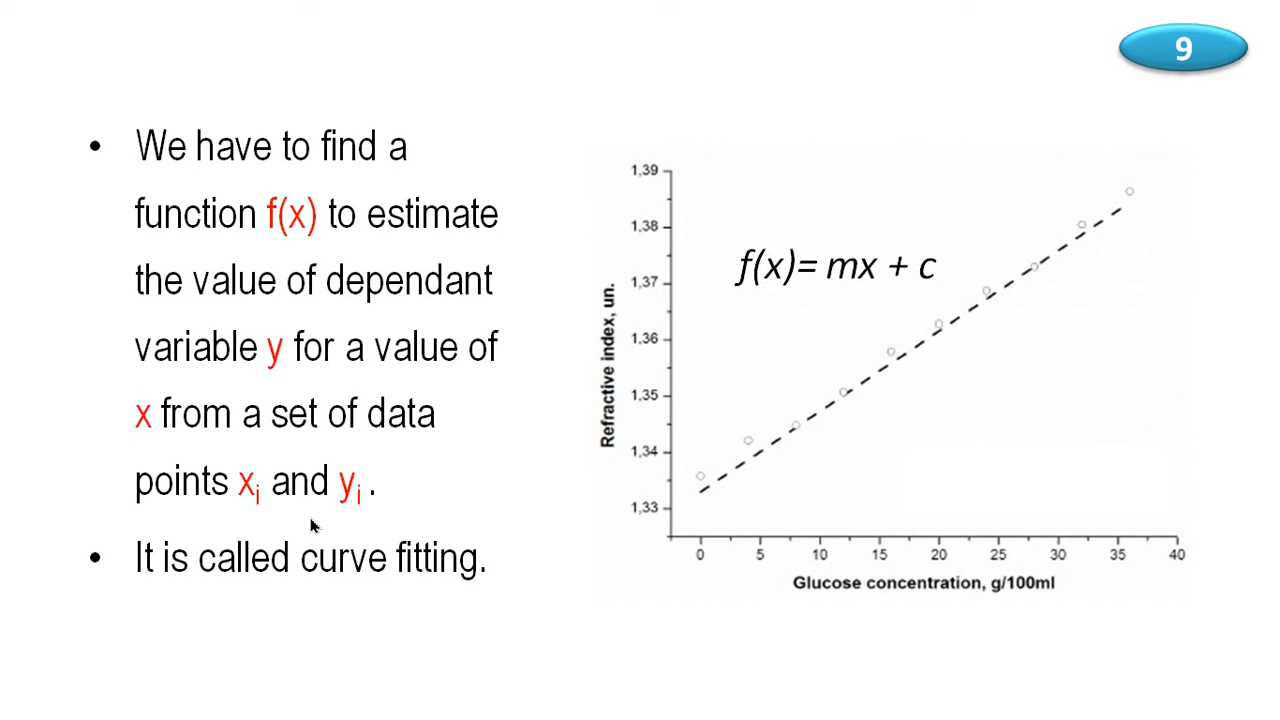 9
• We have to find a
function f(x) to estimate
the value of dependant
variable y for a value of
x from a set of data
points xi and yi .
• It is called curve fitting.
f(x)= mx + c
1,39
1,38
1,37
1,36
1,35
1,34
1,33
Refractive index, un.
0 5 10 15 20 25 30 35 40
Glucose concentration, g/100ml